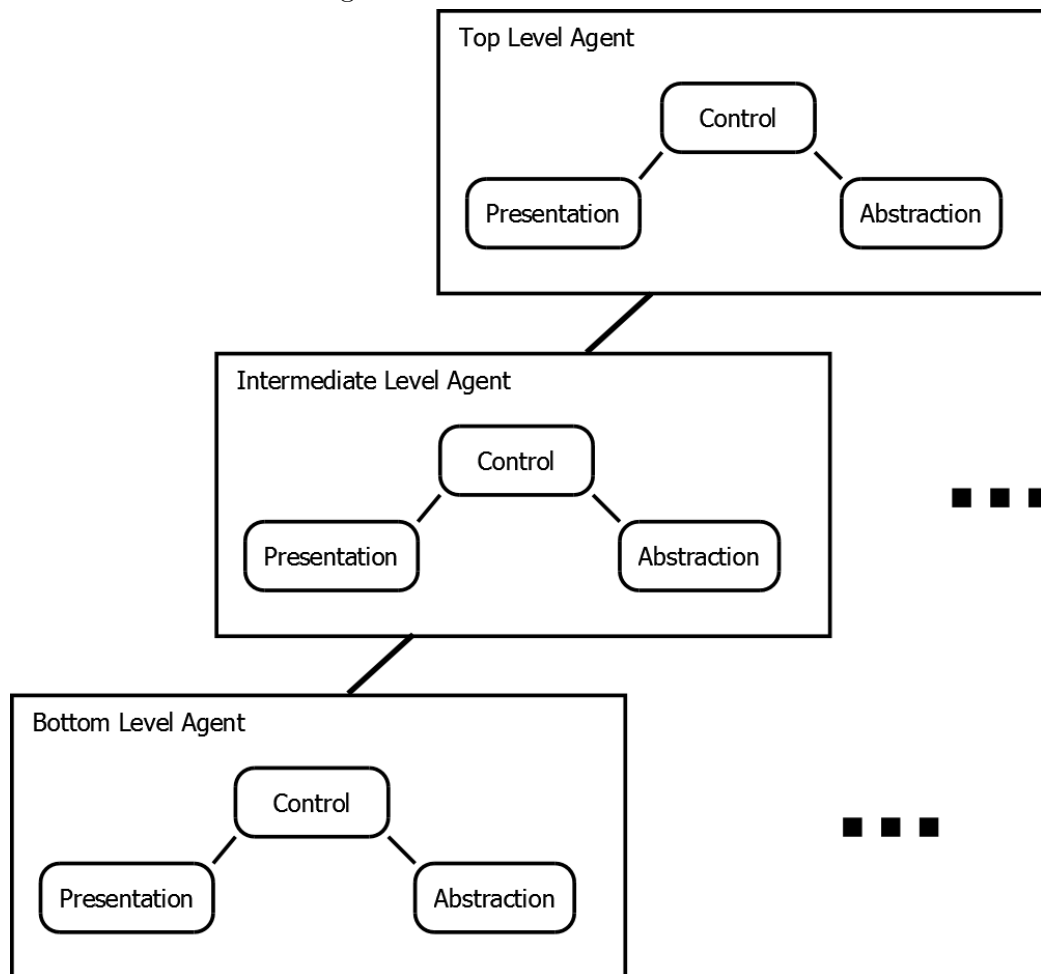 Top Level Agent
Control
Presentation
Abstraction
Intermediate Level Agent
Control
Presentation
Abstraction
Bottom Level Agent
Control
Presentation
Abstraction